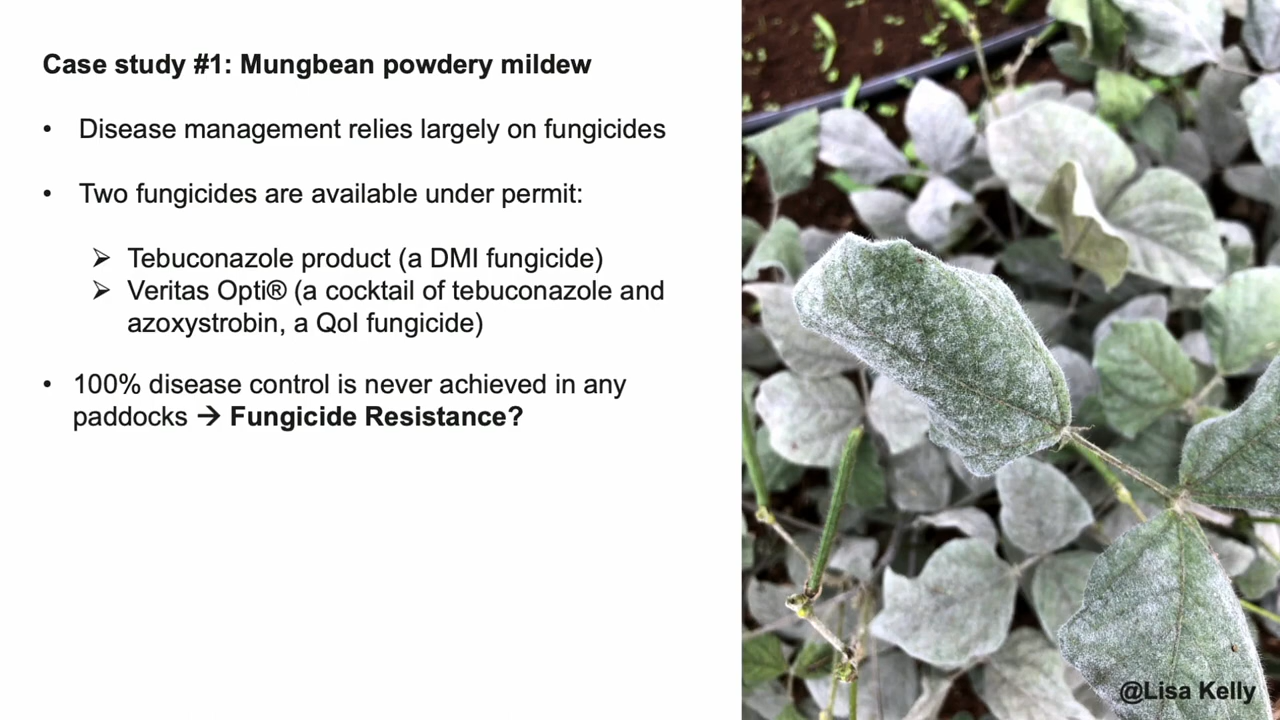 Case study #1: Mungbean powdery mildew
• Disease management relies largely on fungicides
• Two fungicides are available under permit:
➢ Tebuconazole product (a DMI fungicide)
➢ Veritas Opti® (a cocktail of tebuconazole and
azoxystrobin, a QoI fungicide)
• 100% disease control is never achieved in any
paddocks → Fungicide Resistance?
@Lisa Kelly